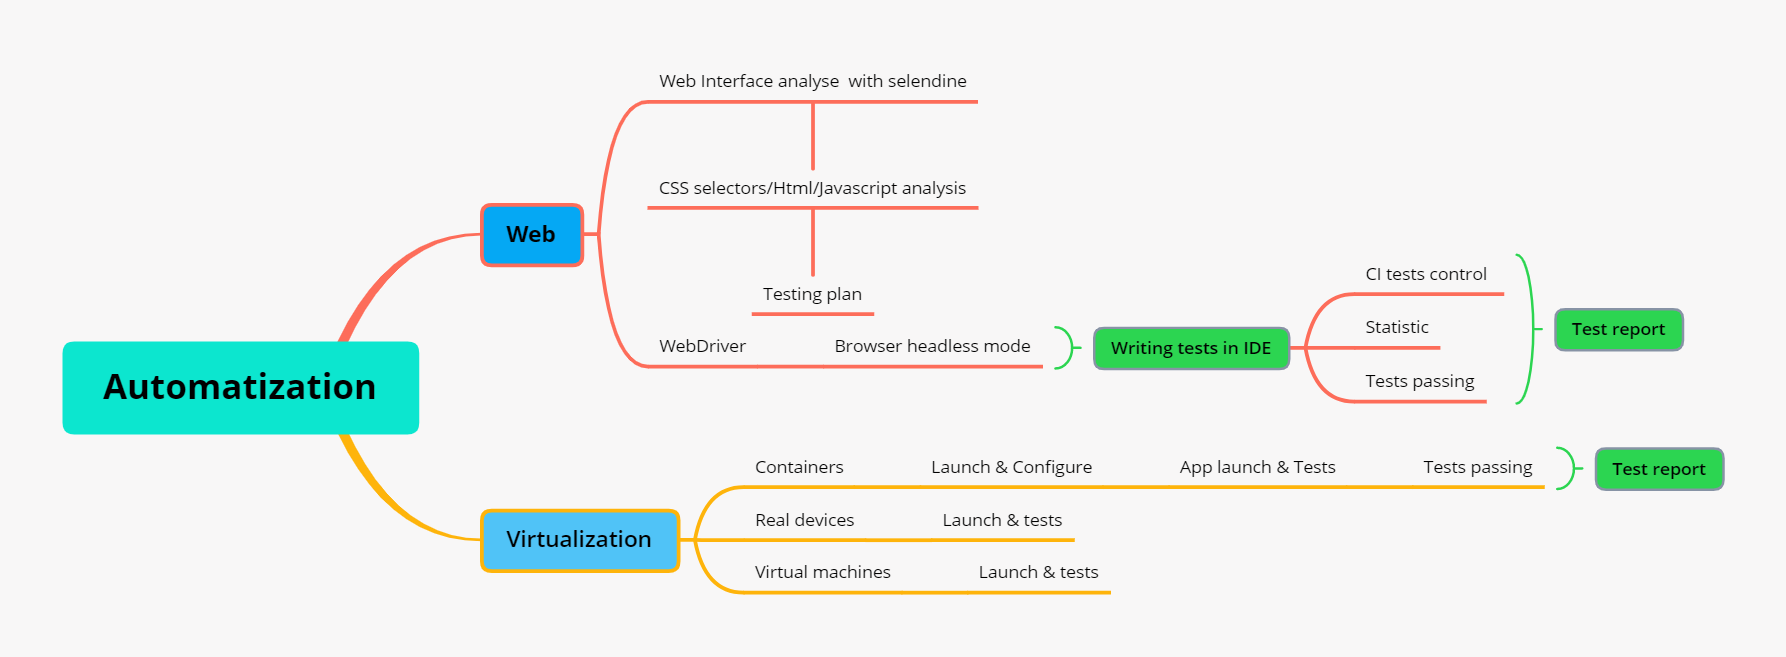 Automatization
Web
Web Interface analyse  with selendine
CSS selectors/Html/Javascript analysis
Testing plan
WebDriver
Browser headless mode
Writing tests in IDE
CI tests control
Statistic
Tests passing
Test report
Virtualization
Containers
Launch & Configure
App launch & Tests
Tests passing
Test report
Real devices
Launch & tests
Virtual machines
Launch & tests